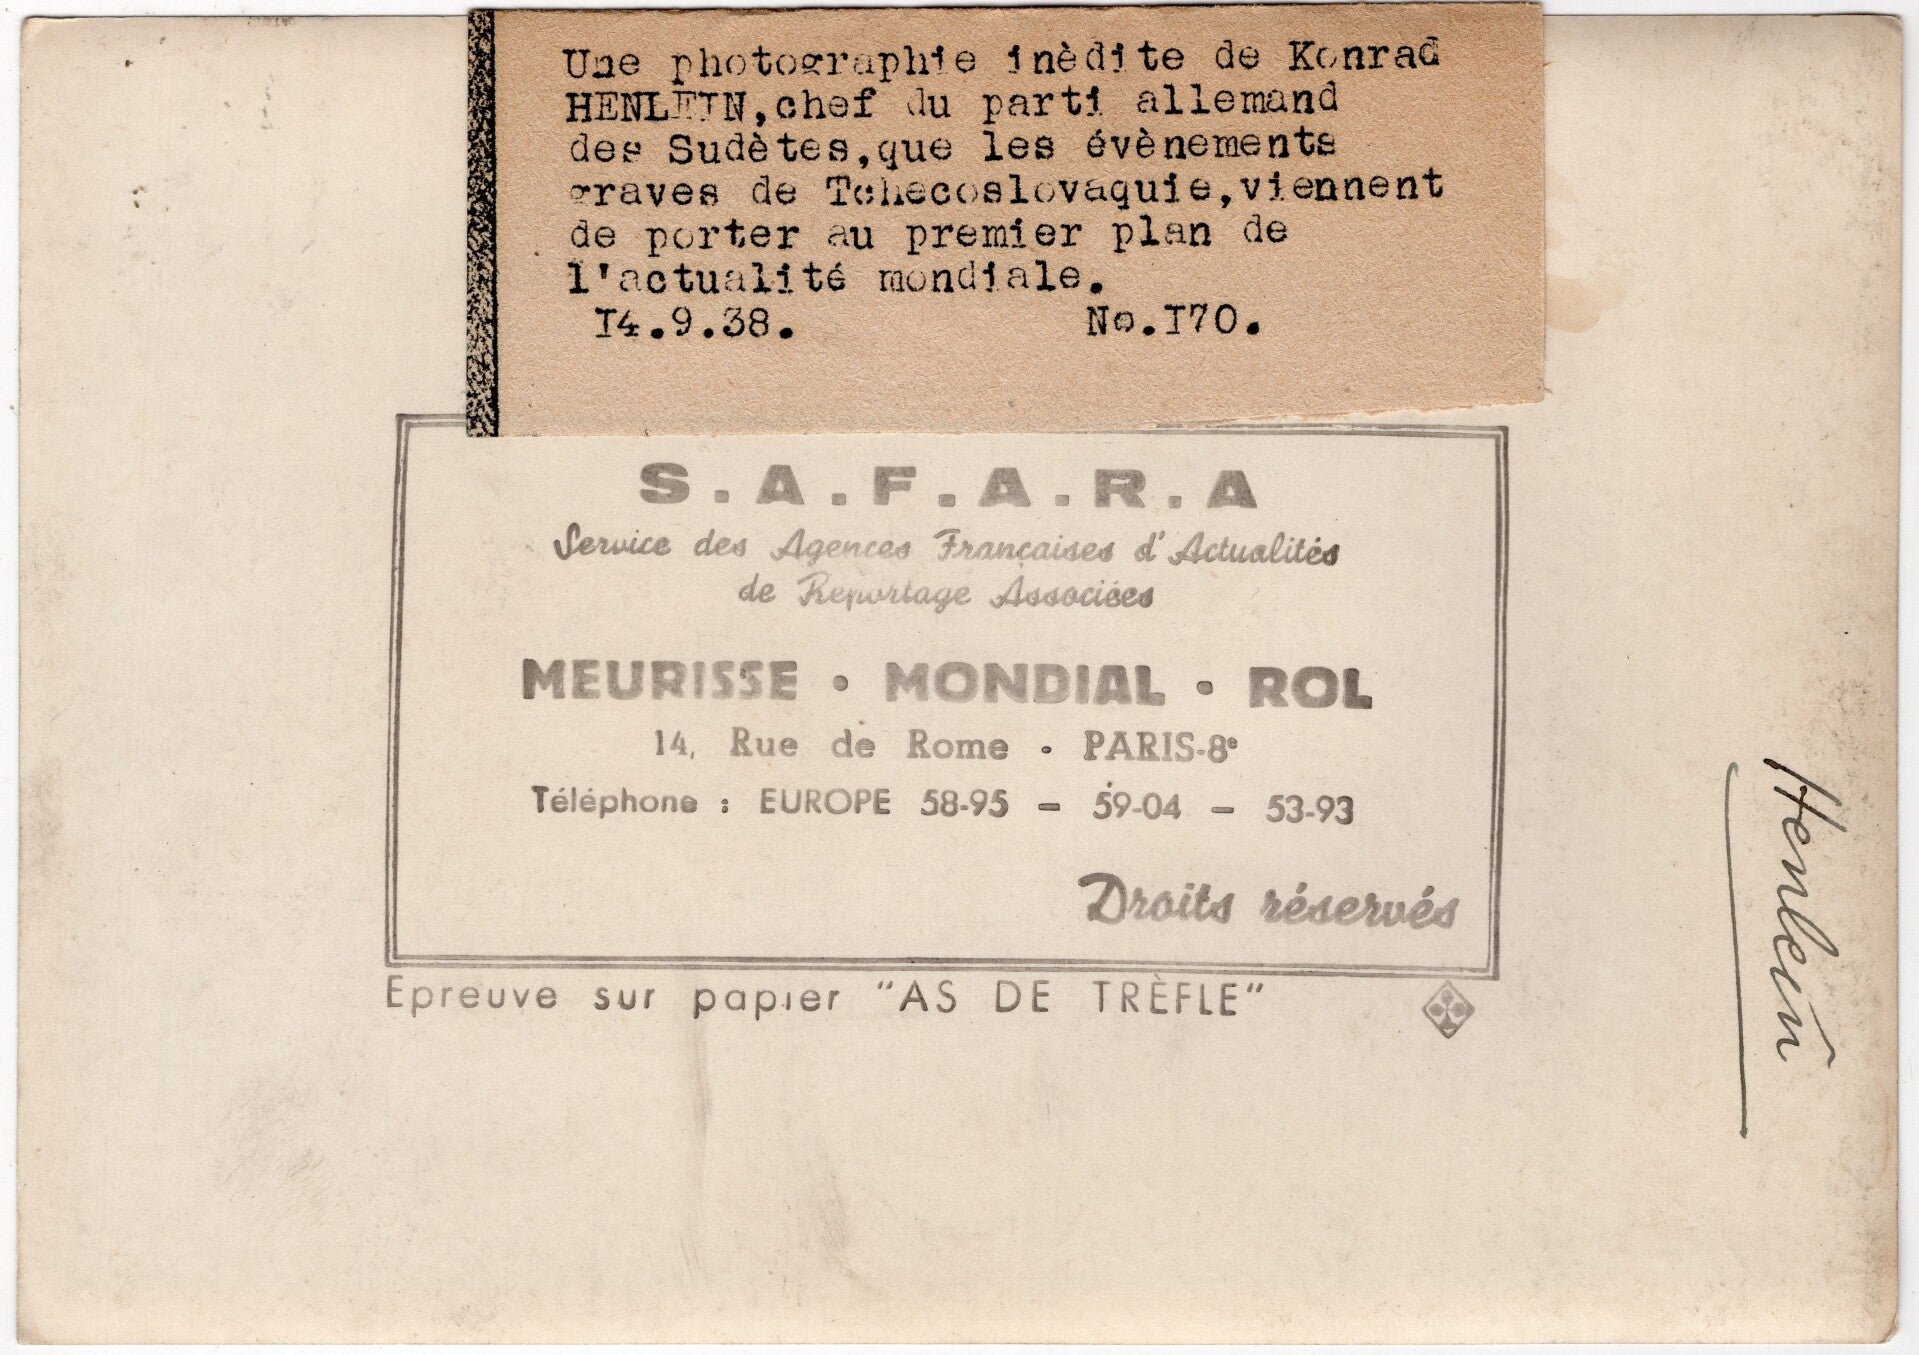 Une photographie inèdite de Konrad
HENLEIN,chef du parti allemand
des Sudètes,que les évènements
graves de Tchecoslovaquie,viennent
de porter au premier plan de
l'actualité mondiale.
I4.9.38. No.I70.
S.A.F.A.R.A
Service des Agences Françaises d'Actualités
de Reportage Associées
MEURISSE • MONDIAL • ROL
14, Rue de Rome • PARIS-8e
Téléphone : EUROPE 58-95 – 59-04 – 53-93
Droits réservés
Epreuve sur papier "AS DE TRÈFLE"
Henlein